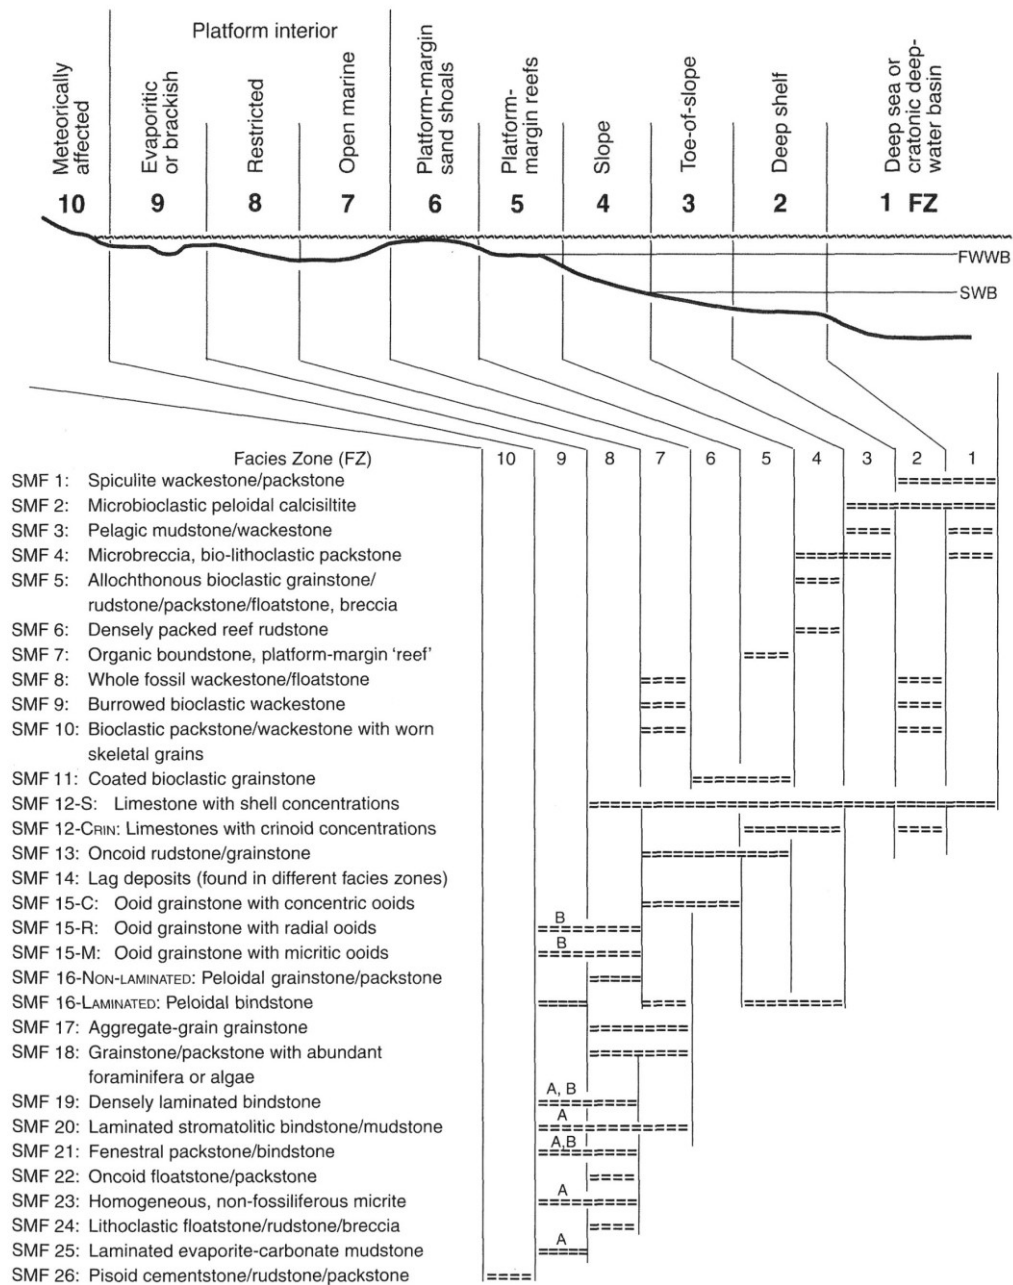 Platform interior
Meteorically
affected
Evaporitic
or brackish
Restricted
Open marine
Platform-margin
sand shoals
Platform-
margin reefs
Slope
Toe-of-slope
Deep shelf
Deep sea or
cratonic deep-
water basin
10 9 8 7 6 5 4 3 2 1 FZ
FWWB
SWB
Facies Zone (FZ) 10 9 8 7 6 5 4 3 2 1
SMF 1: Spiculite wackestone/packstone
SMF 2: Microbioclastic peloidal calcisiltite
SMF 3: Pelagic mudstone/wackestone
SMF 4: Microbreccia, bio-lithoclastic packstone
SMF 5: Allochthonous bioclastic grainstone/
rudstone/packstone/floatstone, breccia
SMF 6: Densely packed reef rudstone
SMF 7: Organic boundstone, platform-margin ‘reef’
SMF 8: Whole fossil wackestone/floatstone
SMF 9: Burrowed bioclastic wackestone
SMF 10: Bioclastic packstone/wackestone with worn
skeletal grains
SMF 11: Coated bioclastic grainstone
SMF 12-S: Limestone with shell concentrations
SMF 12-CRIN: Limestones with crinoid concentrations
SMF 13: Oncoid rudstone/grainstone
SMF 14: Lag deposits (found in different facies zones)
SMF 15-C: Ooid grainstone with concentric ooids
SMF 15-R: Ooid grainstone with radial ooids B
SMF 15-M: Ooid grainstone with micritic ooids B
SMF 16-NON-LAMINATED: Peloidal grainstone/packstone
SMF 16-LAMINATED: Peloidal bindstone
SMF 17: Aggregate-grain grainstone
SMF 18: Grainstone/packstone with abundant
foraminifera or algae
SMF 19: Densely laminated bindstone A, B
SMF 20: Laminated stromatolitic bindstone/mudstone A
SMF 21: Fenestral packstone/bindstone A,B
SMF 22: Oncoid floatstone/packstone
SMF 23: Homogeneous, non-fossiliferous micrite A
SMF 24: Lithoclastic floatstone/rudstone/breccia
SMF 25: Laminated evaporite-carbonate mudstone A
SMF 26: Pisoid cementstone/rudstone/packstone